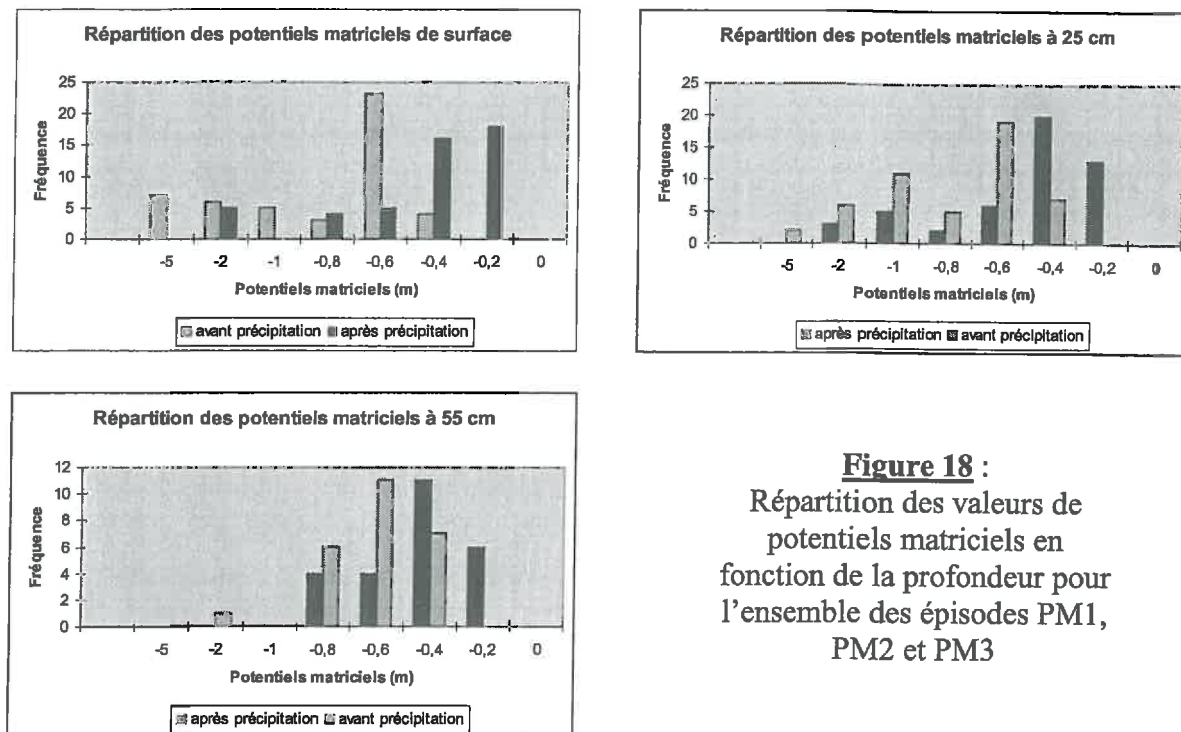 Répartition des potentiels matriciels de surface
25
20
15
10
5
0
Fréquence
-5 -2 -1 -0,8 -0,6 -0,4 -0,2 0
Potentiels matriciels (m)
avant précipitation après précipitation
Répartition des potentiels matriciels à 25 cm
25
20
15
10
5
0
Fréquence
-5 -2 -1 -0,8 -0,6 -0,4 -0,2 0
Potentiels matriciels (m)
après précipitation avant précipitation
Répartition des potentiels matriciels à 55 cm
12
10
8
6
4
2
0
Fréquence
-5 -2 -1 -0,8 -0,6 -0,4 -0,2 0
Potentiels matriciels (m)
après précipitation avant précipitation
Figure 18 :
Répartition des valeurs de
potentiels matriciels en
fonction de la profondeur pour
l'ensemble des épisodes PM1,
PM2 et PM3